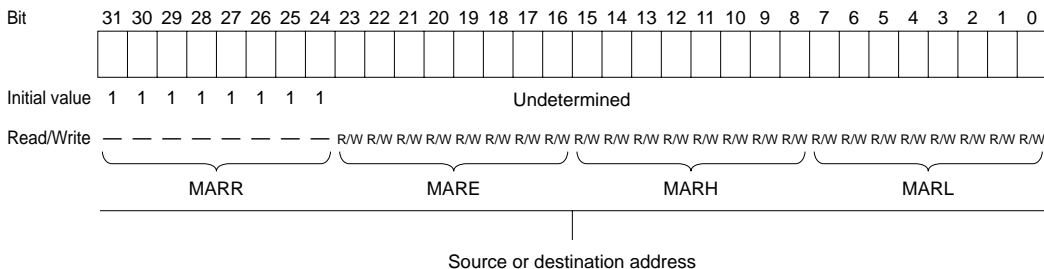 Bit 31 30 29 28 27 26 25 24 23 22 21 20 19 18 17 16 15 14 13 12 11 10 9 8 7 6 5 4 3 2 1 0
Initial value 1 1 1 1 1 1 1 1 Undetermined
Read/Write — — — — — — — — R/W R/W R/W R/W R/W R/W R/W R/W R/W R/W R/W R/W R/W R/W R/W R/W R/W R/W R/W R/W R/W R/W R/W R/W
MARR MARE MARH MARL
Source or destination address